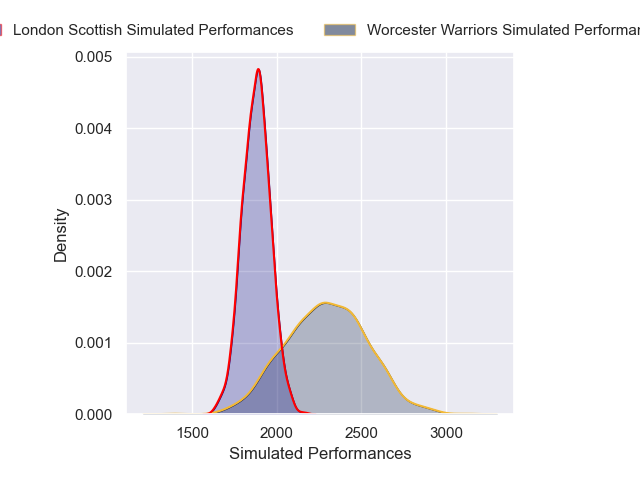 London Scottish Simulated Performances
Worcester Warriors Simulated
0.005
0.004
0.003
0.002
0.001
0.000
Density
1500 2000 2500 3000
Simulated Performances